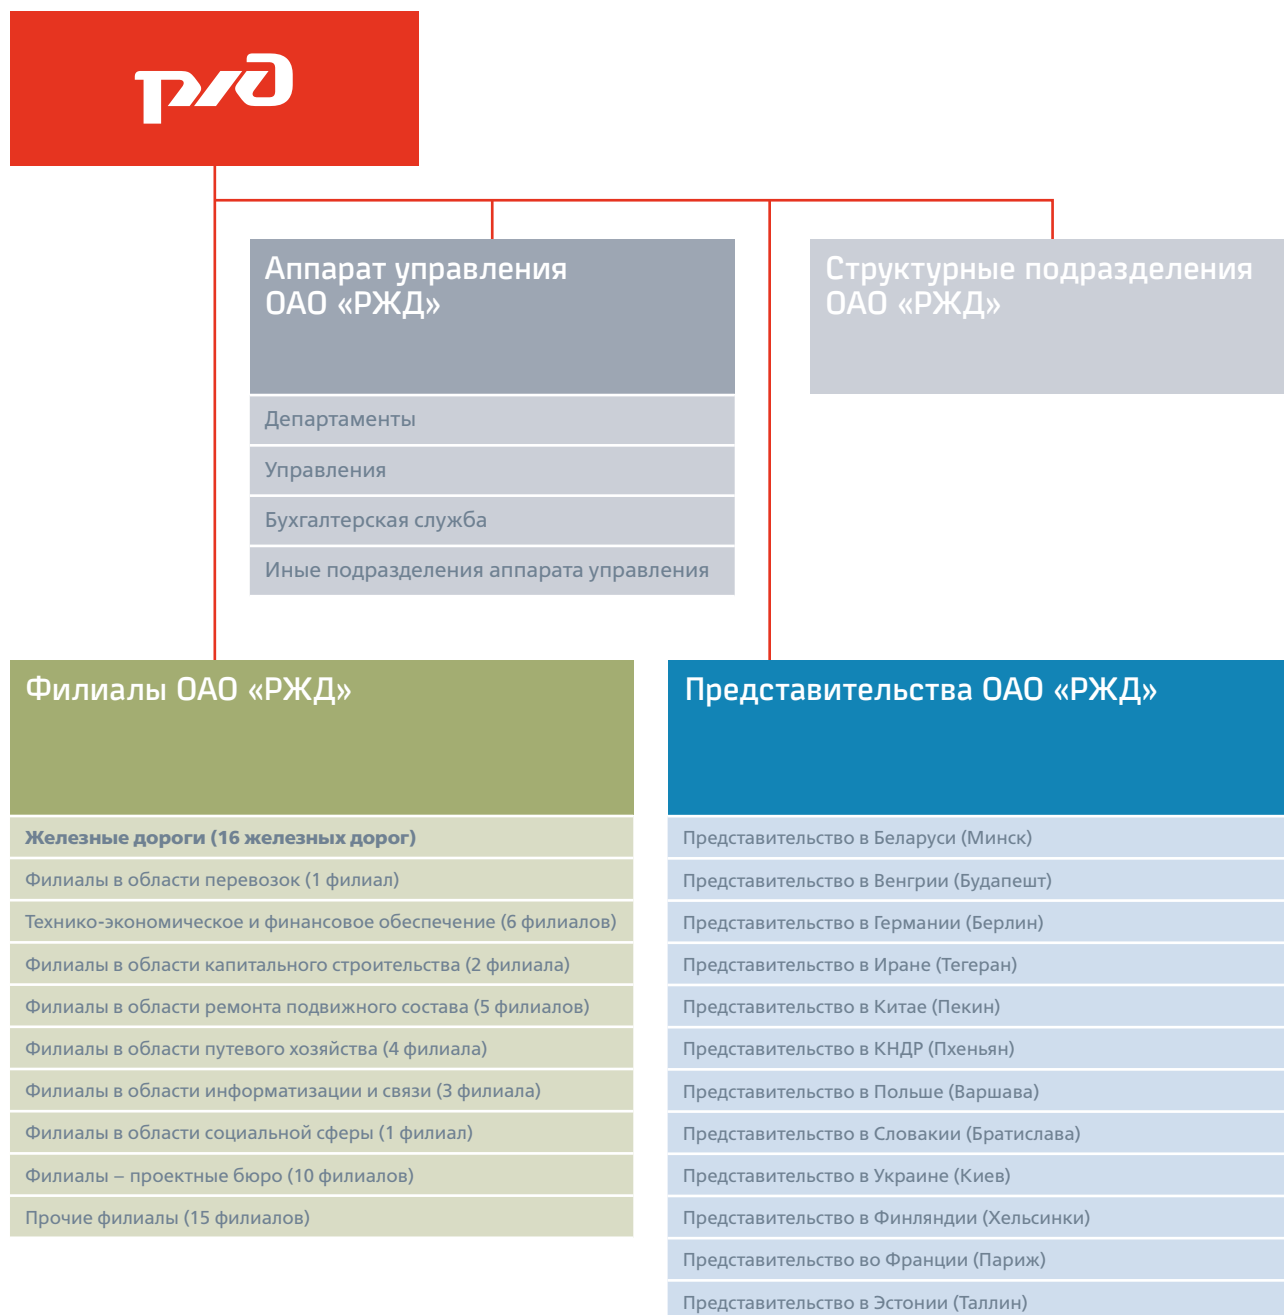 ржд
Аппарат управления
ОАО «РЖД»
Структурные подразделения
ОАО «РЖД»
Департаменты
Управления
Бухгалтерская служба
Иные подразделения аппарата управления
Филиалы ОАО «РЖД»
Железные дороги (16 железных дорог)
Филиалы в области перевозок (1 филиал)
Технико-экономическое и финансовое обеспечение (6 филиалов)
Филиалы в области капитального строительства (2 филиала)
Филиалы в области ремонта подвижного состава (5 филиалов)
Филиалы в области путевого хозяйства (4 филиала)
Филиалы в области информатизации и связи (3 филиала)
Филиалы в области социальной сферы (1 филиал)
Филиалы – проектные бюро (10 филиалов)
Прочие филиалы (15 филиалов)
Представительства ОАО «РЖД»
Представительство в Беларуси (Минск)
Представительство в Венгрии (Будапешт)
Представительство в Германии (Берлин)
Представительство в Иране (Тегеран)
Представительство в Китае (Пекин)
Представительство в КНДР (Пхеньян)
Представительство в Польше (Варшава)
Представительство в Словакии (Братислава)
Представительство в Украине (Киев)
Представительство в Финляндии (Хельсинки)
Представительство во Франции (Париж)
Представительство в Эстонии (Таллин)